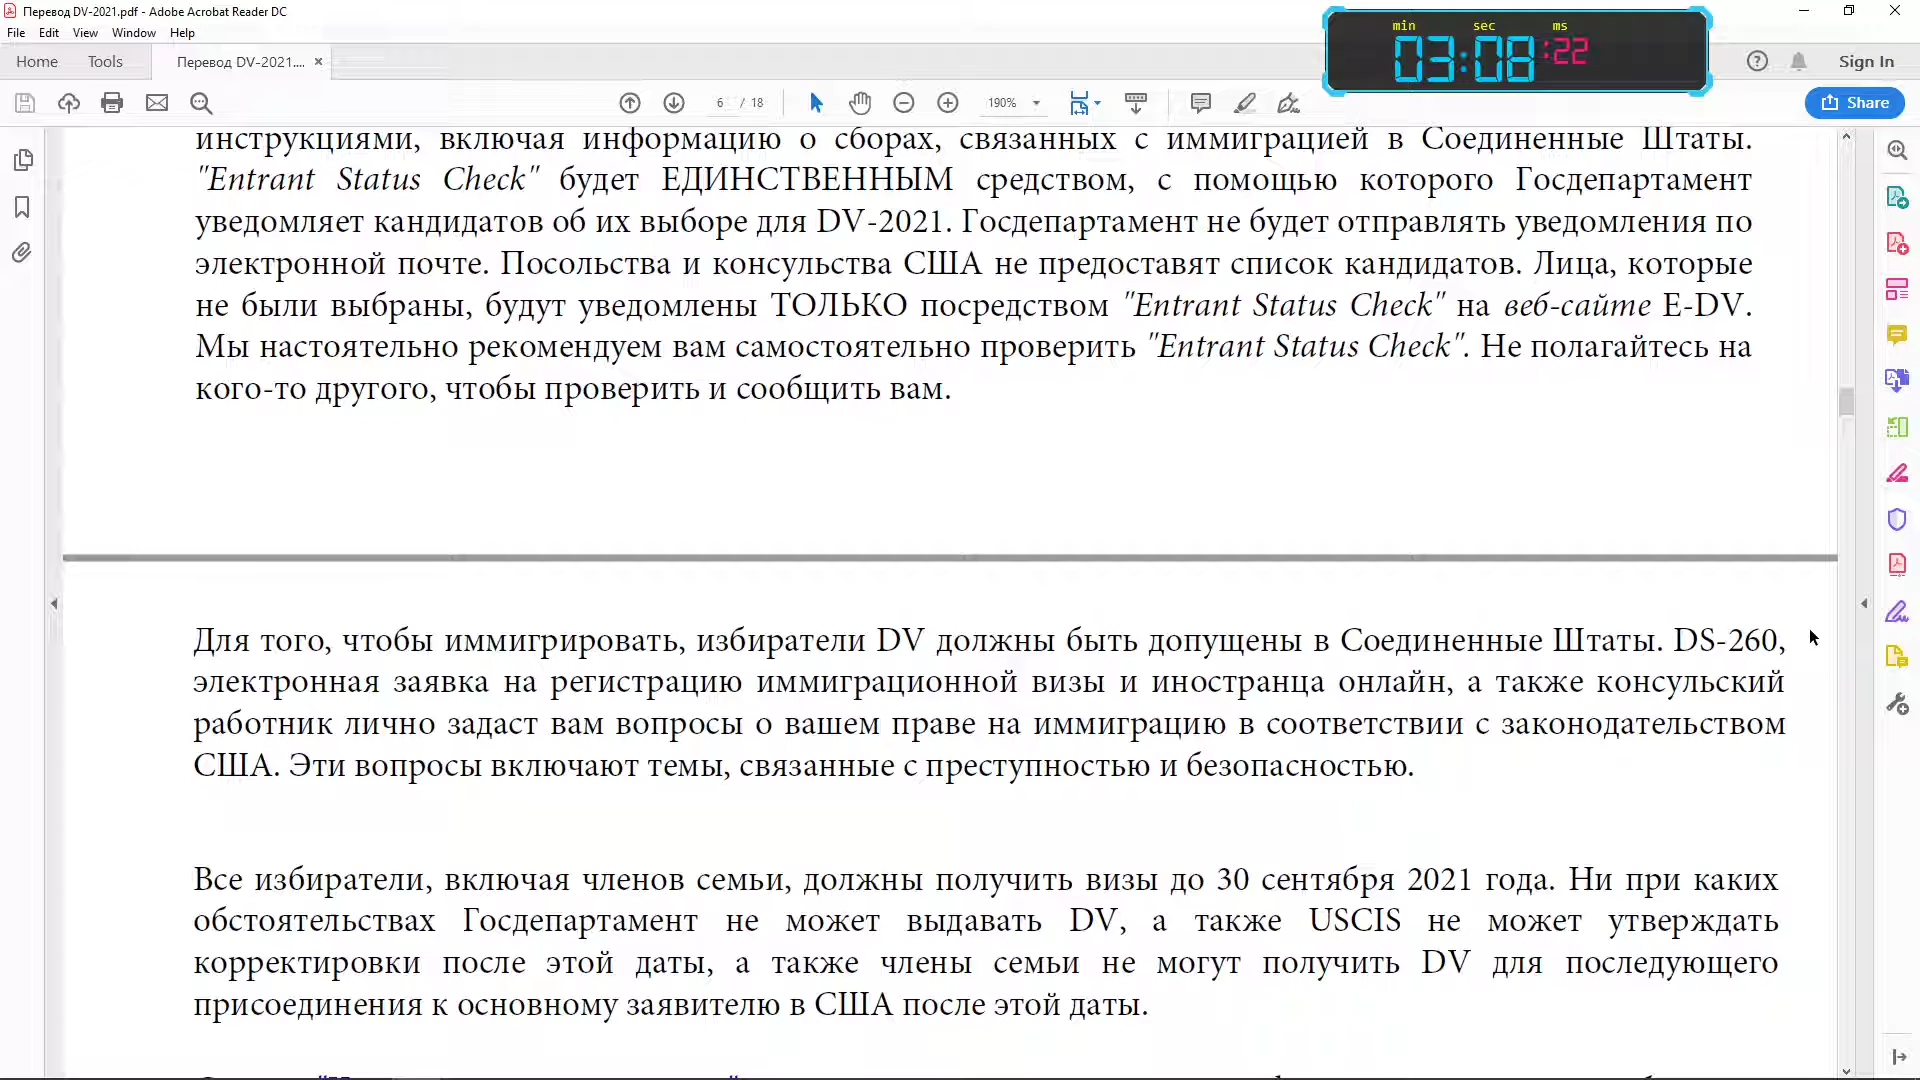 Перевод DV-2021.pdf - Adobe Acrobat Reader DC
File Edit View Window Help
min sec ms
03:08:22
Home Tools Перевод DV-2021.... × Sign In
6 / 18 190% Share
инструкциями, включая информацию о сборах, связанных с иммиграцией в Соединенные Штаты.
"Entrant Status Check" будет ЕДИНСТВЕННЫМ средством, с помощью которого Госдепартамент
уведомляет кандидатов об их выборе для DV-2021. Госдепартамент не будет отправлять уведомления по
электронной почте. Посольства и консульства США не предоставят список кандидатов. Лица, которые
не были выбраны, будут уведомлены ТОЛЬКО посредством "Entrant Status Check" на веб-сайте E-DV.
Мы настоятельно рекомендуем вам самостоятельно проверить "Entrant Status Check". Не полагайтесь на
кого-то другого, чтобы проверить и сообщить вам.
Для того, чтобы иммигрировать, избиратели DV должны быть допущены в Соединенные Штаты. DS-260,
электронная заявка на регистрацию иммиграционной визы и иностранца онлайн, а также консульский
работник лично задаст вам вопросы о вашем праве на иммиграцию в соответствии с законодательством
США. Эти вопросы включают темы, связанные с преступностью и безопасностью.
Все избиратели, включая членов семьи, должны получить визы до 30 сентября 2021 года. Ни при каких
обстоятельствах Госдепартамент не может выдавать DV, а также USCIS не может утверждать
корректировки после этой даты, а также члены семьи не могут получить DV для последующего
присоединения к основному заявителю в США после этой даты.